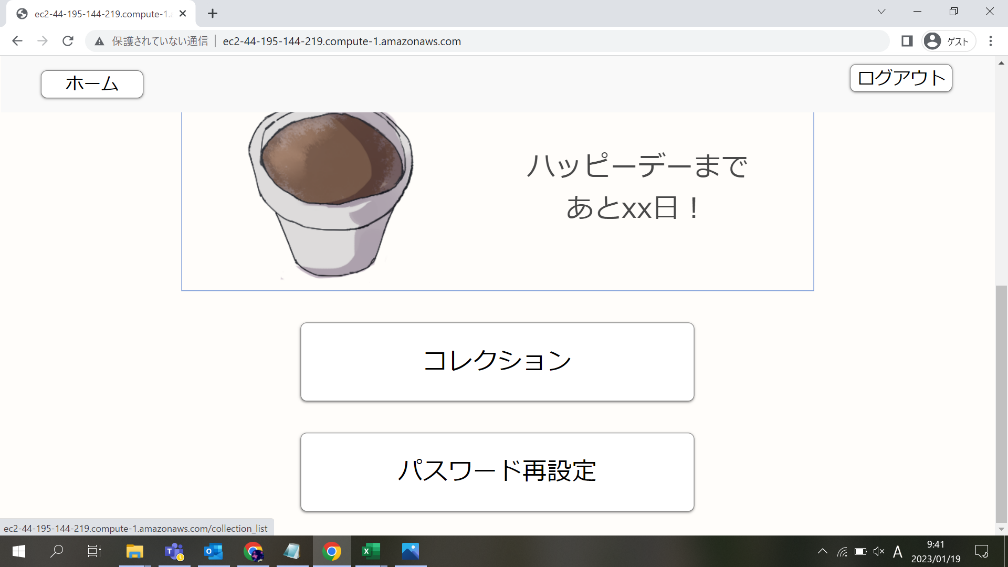 ec2-44-195-144-219.compute-1.
保護されていない通信
ec2-44-195-144-219.compute-1.amazonaws.com
ゲスト
ホーム
ログアウト
ハッピーデーまで
あとxx日！
コレクション
パスワード再設定
ec2-44-195-144-219.compute-1.amazonaws.com/collection_list
A
9:41
2023/01/19